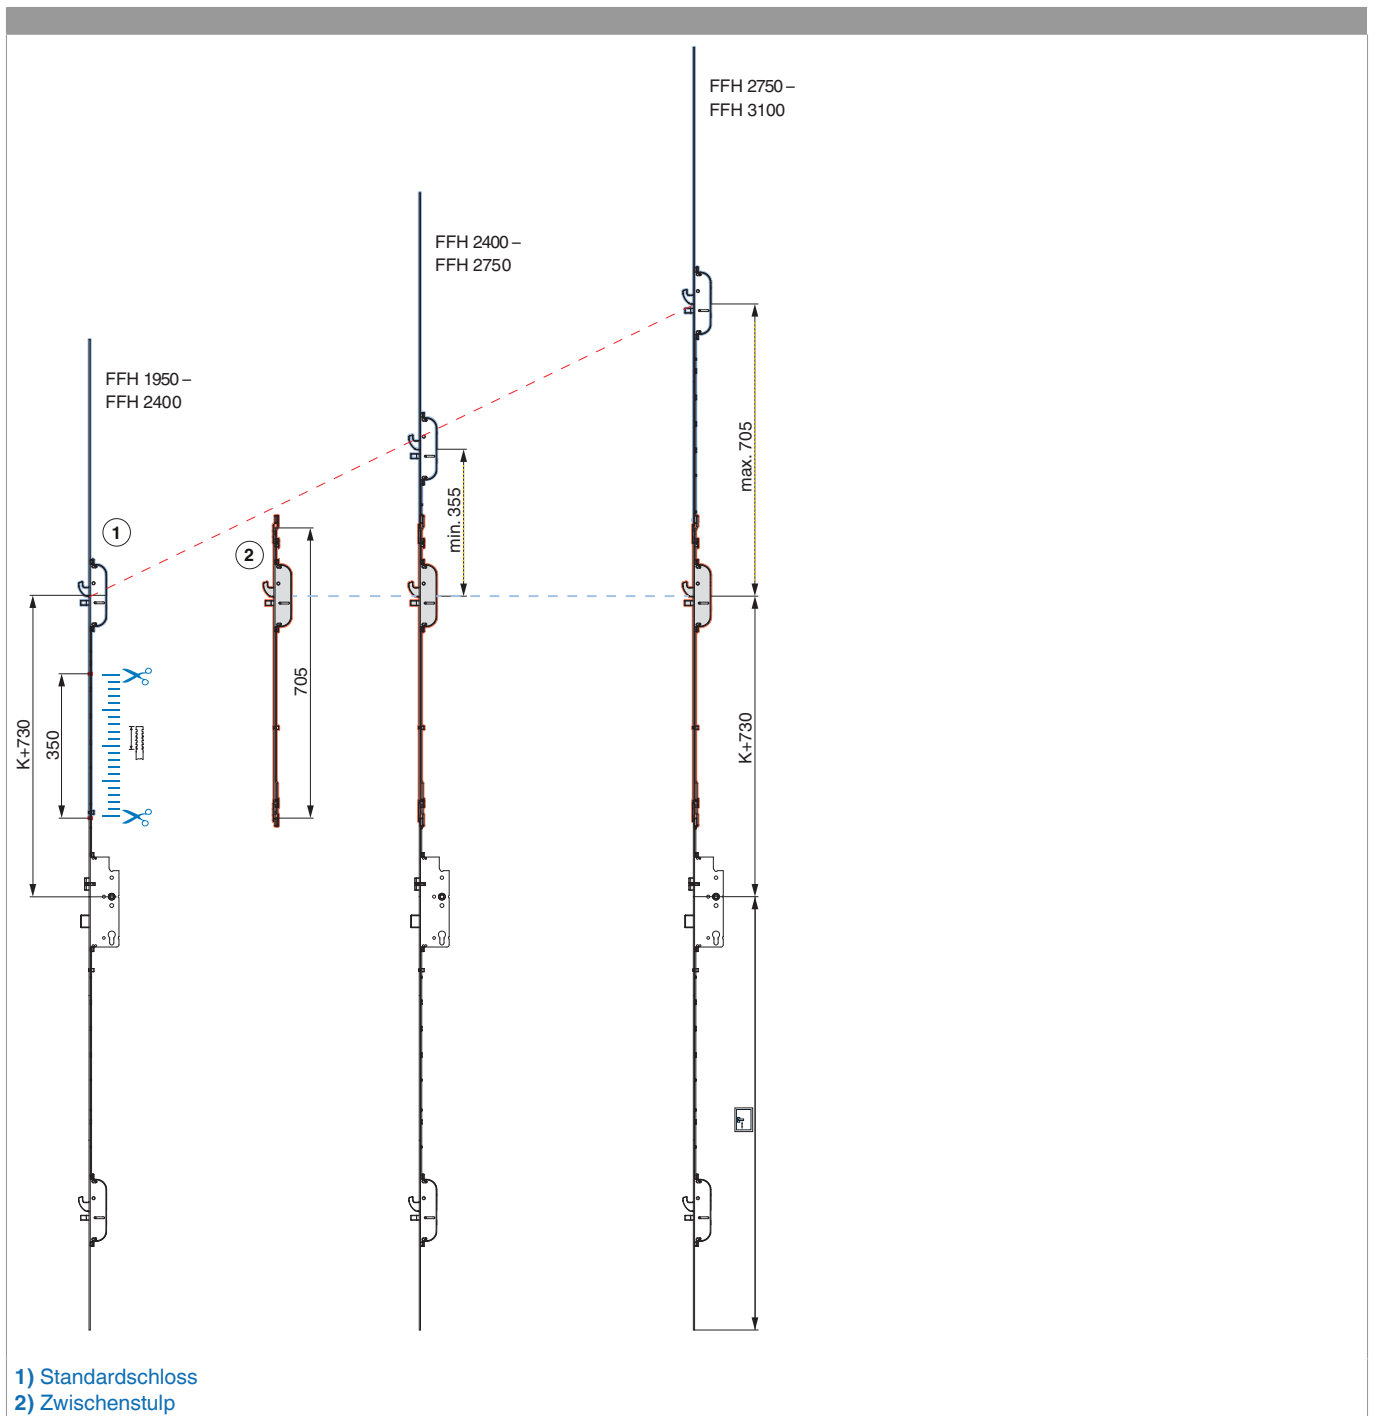 FFH 2750 –
FFH 3100
FFH 2400 –
FFH 2750
FFH 1950 –
FFH 2400
1
2
max. 705
min. 355
705
K+730
350
K+730
1) Standardschloss
2) Zwischenstulp